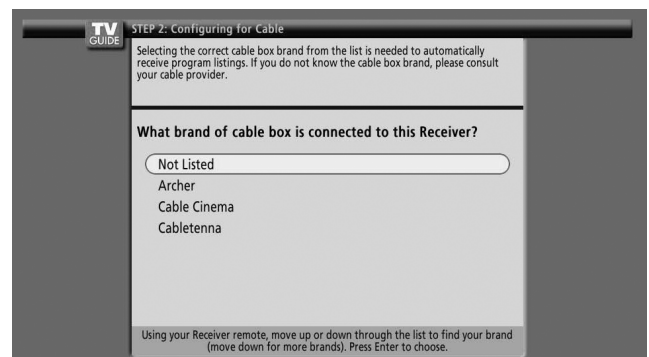 TV
GUIDE
STEP 2: Configuring for Cable
Selecting the correct cable box brand from the list is needed to automatically
receive program listings. If you do not know the cable box brand, please consult
your cable provider.
What brand of cable box is connected to this Receiver?
Not Listed
Archer
Cable Cinema
Cabletenna
Using your Receiver remote, move up or down through the list to find your brand
(move down for more brands). Press Enter to choose.